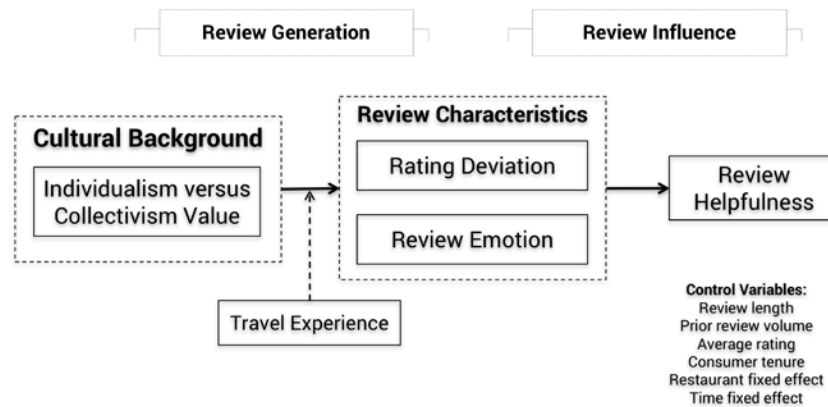 Review Generation
Review Influence
Cultural Background
Individualism versus
Collectivism Value
Review Characteristics
Rating Deviation
Review Emotion
Review
Helpfulness
Travel Experience
Control Variables:
Review length
Prior review volume
Average rating
Consumer tenure
Restaurant fixed effect
Time fixed effect